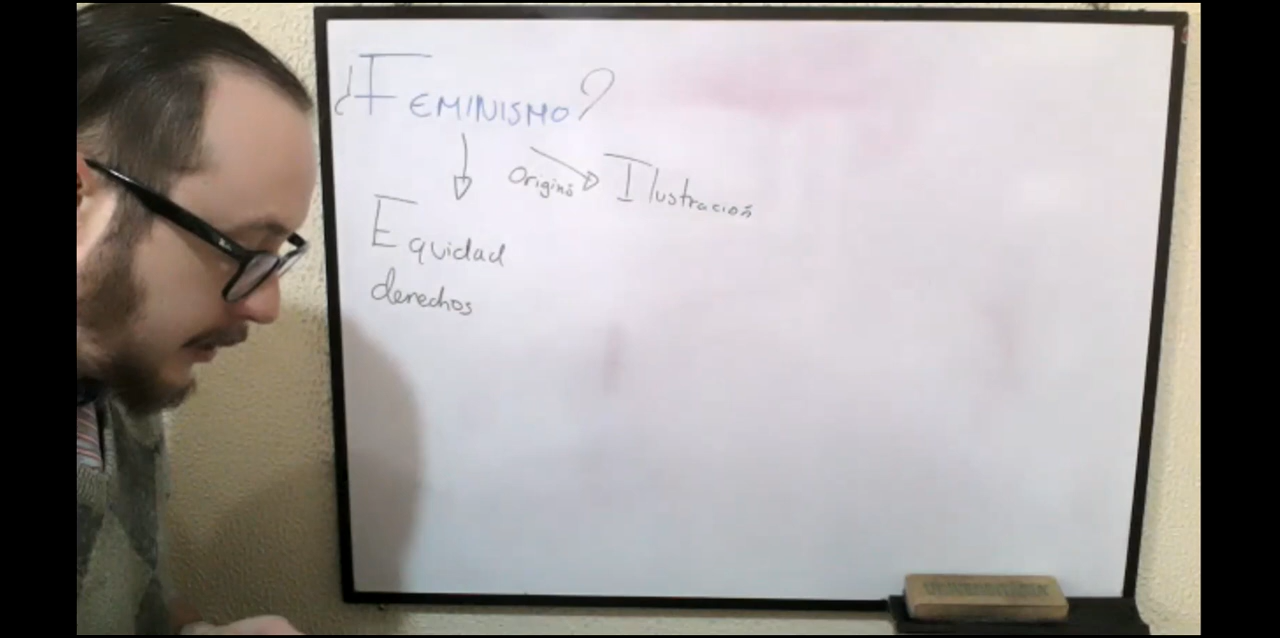 ¿FEMINISMO?
Originó Ilustración
Equidad
derechos